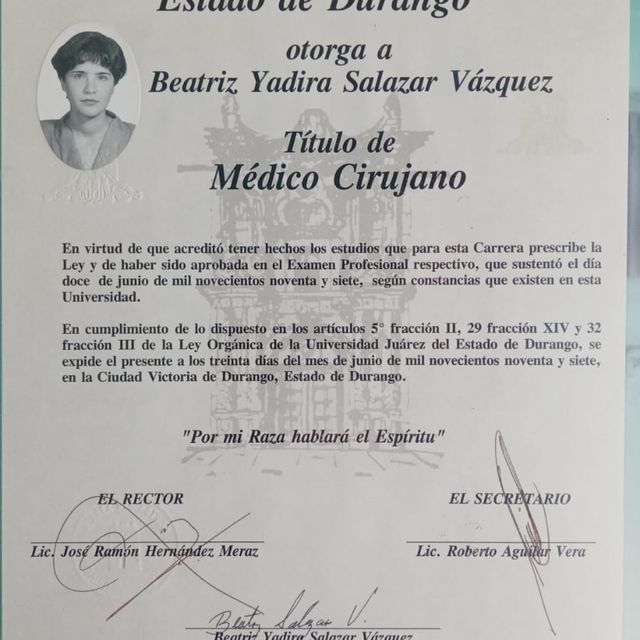 Estado de Durango
otorga a
Beatriz Yadira Salazar Vázquez
Título de
Médico Cirujano
En virtud de que acreditó tener hechos los estudios que para esta Carrera prescribe la
Ley y de haber sido aprobada en el Examen Profesional respectivo, que sustentó el día
doce de junio de mil novecientos noventa y siete, según constancias que existen en esta
Universidad.
En cumplimiento de lo dispuesto en los artículos 5° fracción II, 29 fracción XIV y 32
fracción III de la Ley Orgánica de la Universidad Juárez del Estado de Durango, se
expide el presente a los treinta días del mes de junio de mil novecientos noventa y siete,
en la Ciudad Victoria de Durango, Estado de Durango.
"Por mi Raza hablará el Espíritu"
EL RECTOR
EL SECRETARIO
Lic. José Ramón Hernández Meraz
Lic. Roberto Aguilar Vera
Beatriz Salazar V.
Beatriz Yadira Salazar Vázquez